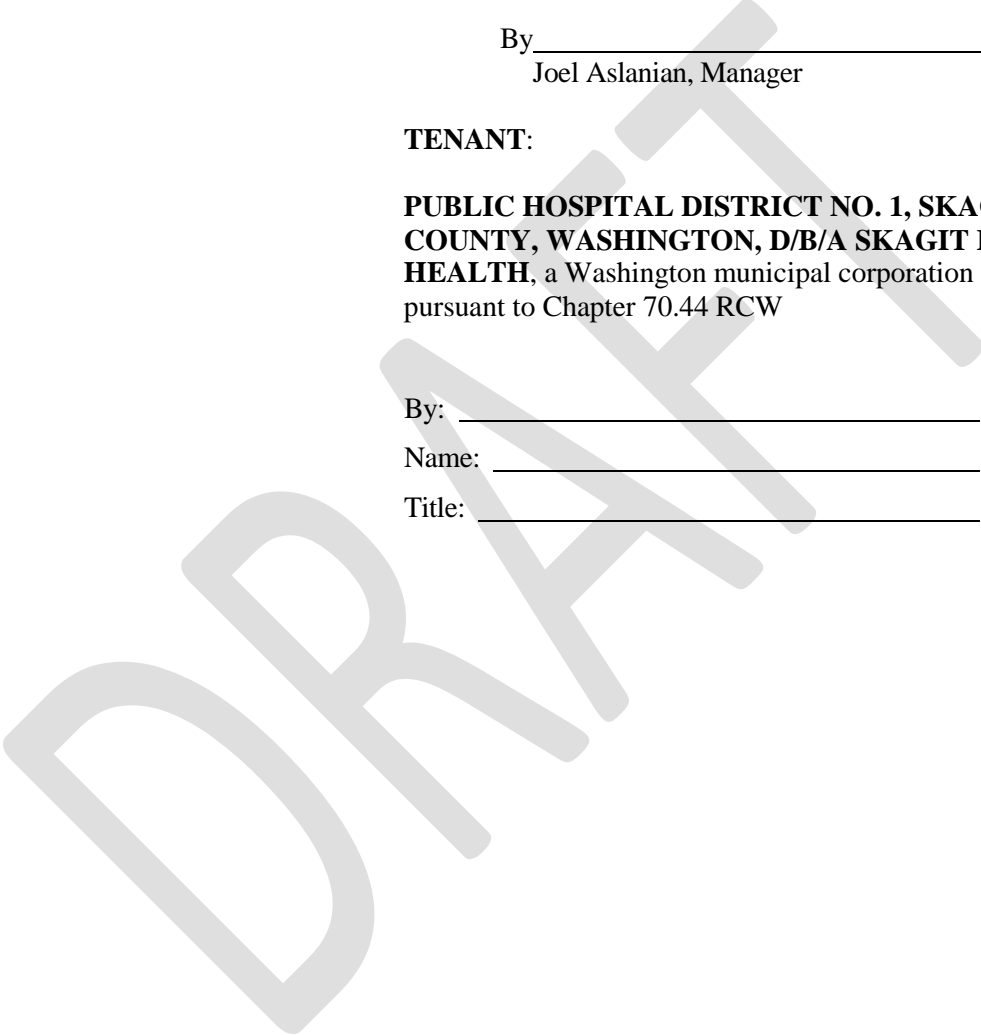 By
Joel Aslanian, Manager
TENANT:
PUBLIC HOSPITAL DISTRICT NO. 1,
COUNTY, WASHINGTON, D/B/A SKAGIT
HEALTH, a Washington municipal corporation
pursuant to Chapter 70.44 RCW
By:
Name:
Title:
DRAFT